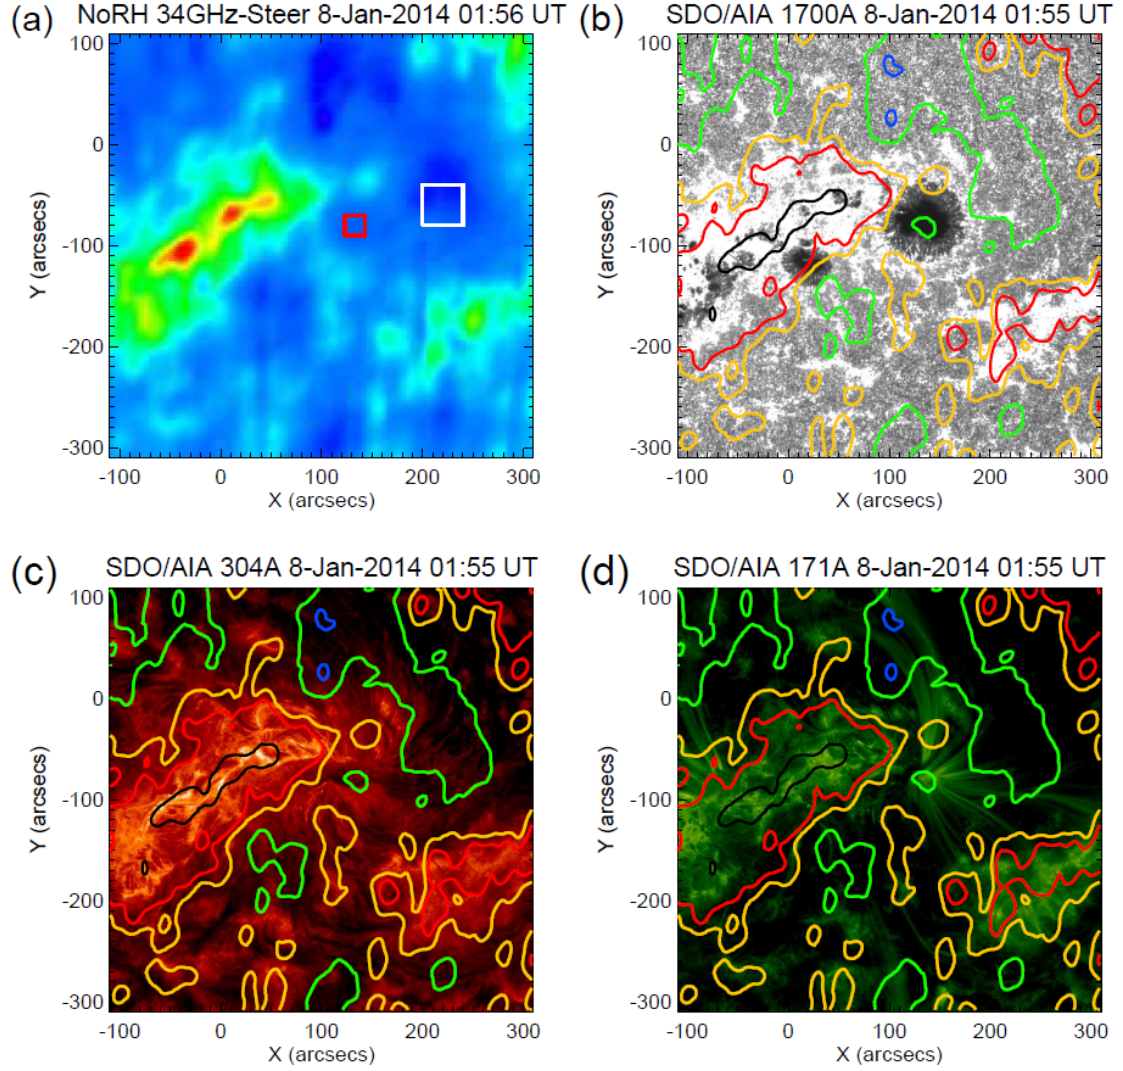 (a) NoRH 34GHz-Steer 8-Jan-2014 01:56 UT
100
0
-100
-200
-300
Y (arcsecs)
-100 0 100 200 300
X (arcsecs)
(b) SDO/AIA 1700A 8-Jan-2014 01:55 UT
100
0
-100
-200
-300
Y (arcsecs)
-100 0 100 200 300
X (arcsecs)
(c) SDO/AIA 304A 8-Jan-2014 01:55 UT
100
0
-100
-200
-300
Y (arcsecs)
-100 0 100 200 300
X (arcsecs)
(d) SDO/AIA 171A 8-Jan-2014 01:55 UT
100
0
-100
-200
-300
Y (arcsecs)
-100 0 100 200 300
X (arcsecs)